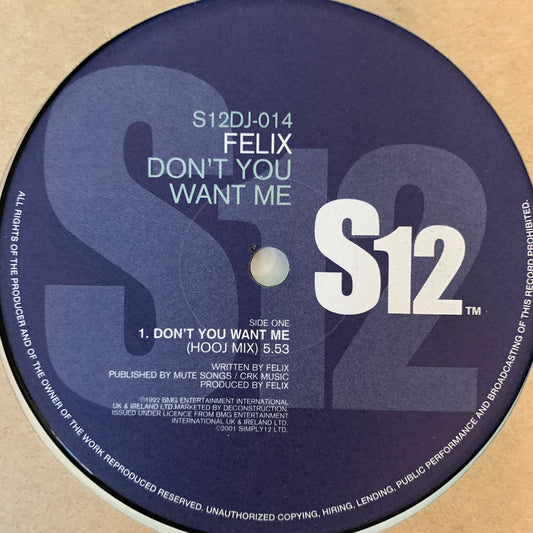 S12DJ-014
FELIX
DON'T YOU
WANT ME
S12
S12™
SIDE ONE
1. DON'T YOU WANT ME
(HOOJ MIX) 5.53
WRITTEN BY FELIX
PUBLISHED BY MUTE SONGS / CRK MUSIC
PRODUCED BY FELIX
℗1992 BMG ENTERTAINMENT INTERNATIONAL
UK & IRELAND LTD.MARKETED BY DECONSTRUCTION.
ISSUED UNDER LICENCE FROM BMG ENTERTAINMENT
INTERNATIONAL UK & IRELAND LTD.
©2001 SIMPLY12 LTD.
ALL RIGHTS OF THE PRODUCER AND OF THE OWNER OF THE WORK REPRODUCED RESERVED. UNAUTHORIZED COPYING, HIRING, LENDING, PUBLIC PERFORMANCE AND BROADCASTING OF THIS RECORD PROHIBITED.